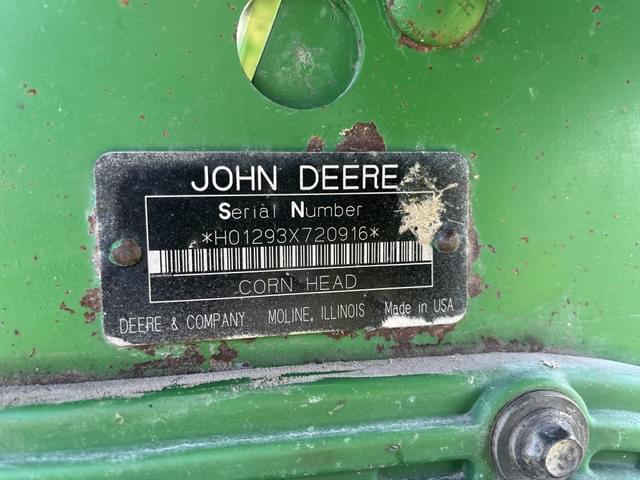 JOHN DEERE
Serial Number
*H01293X720916*
CORN HEAD
DEERE & COMPANY MOLINE, ILLINOIS Made in USA